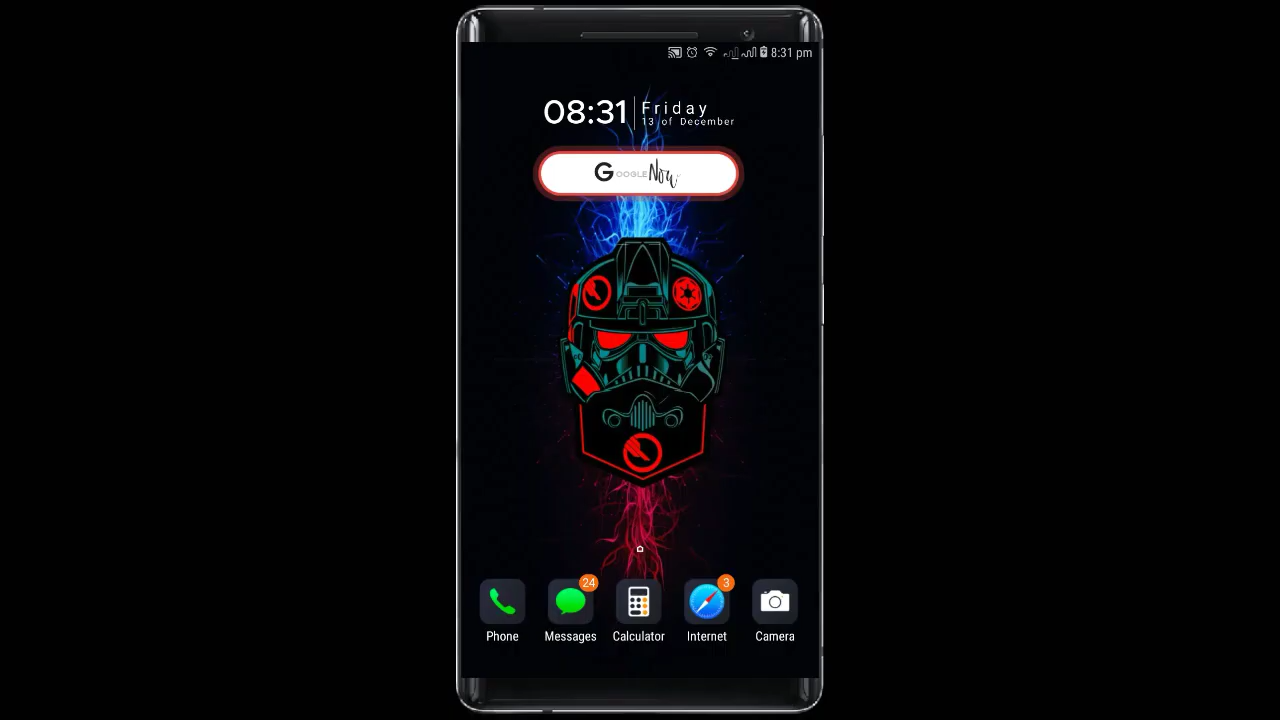 8:31 pm
08:31
Friday
13 of December
GOOGLE Now
24
3
Phone
Messages
Calculator
Internet
Camera